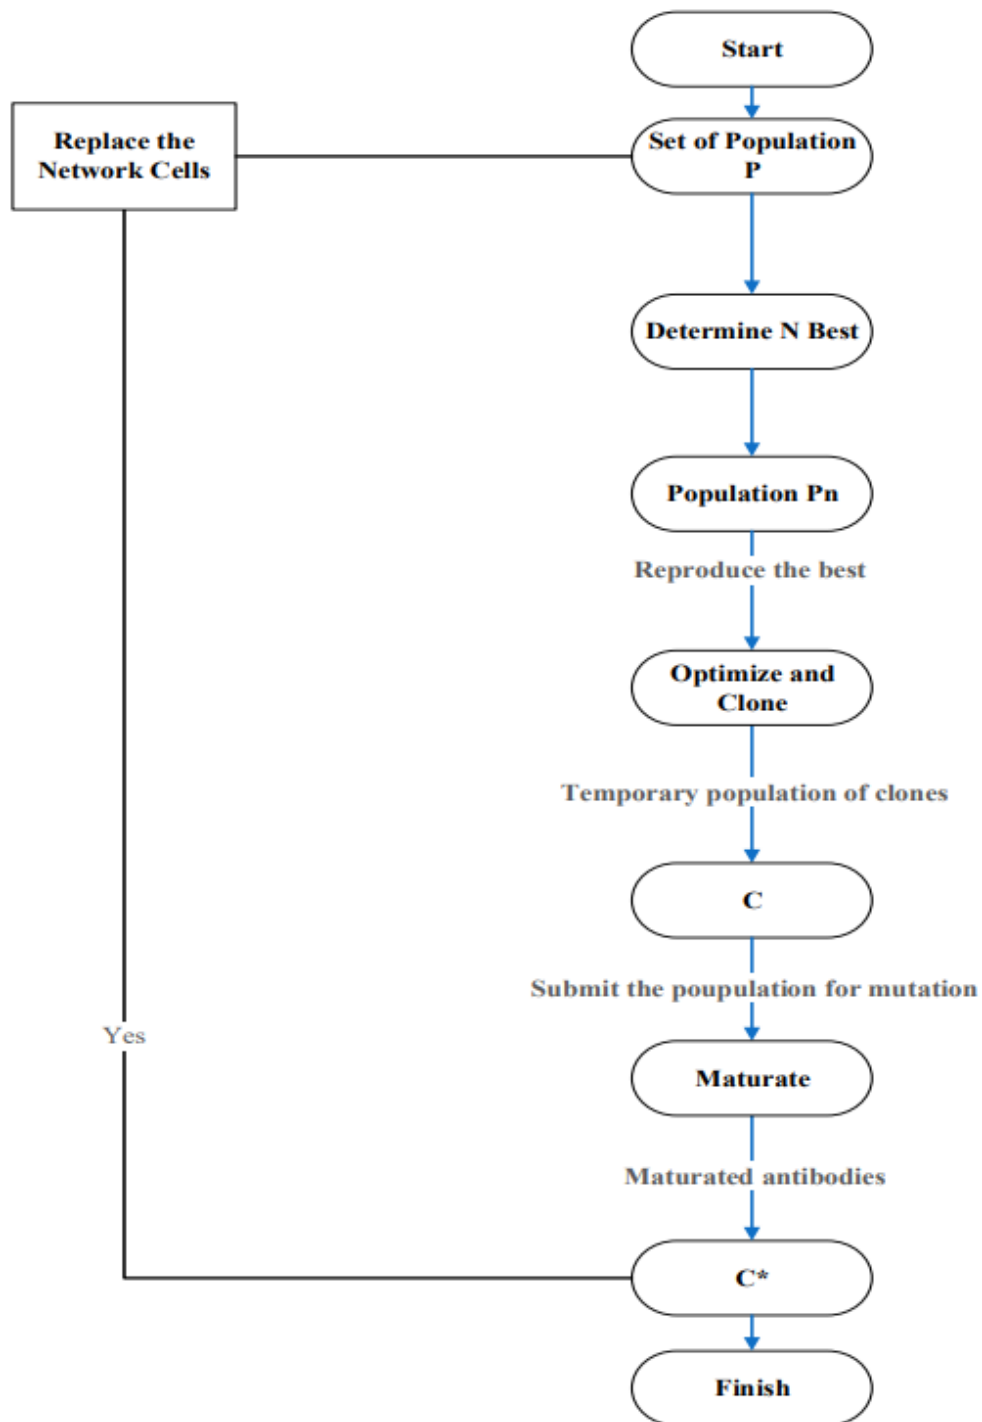 Start
Replace the
Network Cells
Set of Population
P
Determine N Best
Population Pn
Reproduce the best
Optimize and
Clone
Temporary population of clones
C
Submit the poupulation for mutation
Yes
Maturate
Maturated antibodies
C*
Finish